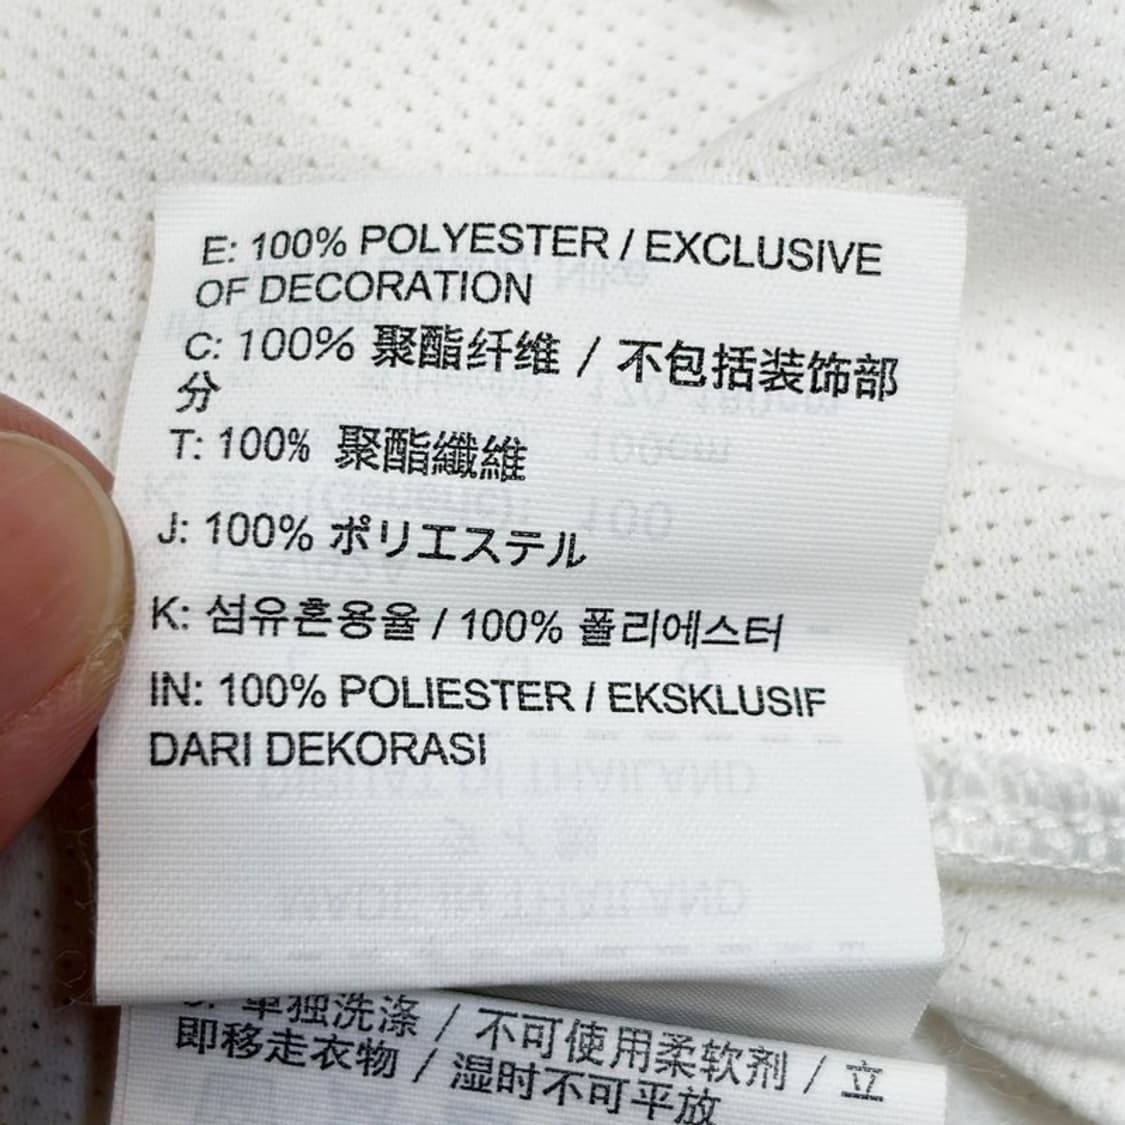 E: 100% POLYESTER / EXCLUSIVE
OF DECORATION
C: 100% 聚酯纤维 / 不包括装饰部
分
T: 100% 聚酯纖維
J: 100% ポリエステル
K: 섬유혼용율 / 100% 폴리에스터
IN: 100% POLIESTER / EKSKLUSIF
DARI DEKORASI
单独洗涤 / 不可使用柔软剂 / 立
即移走衣物 / 湿时不可平放